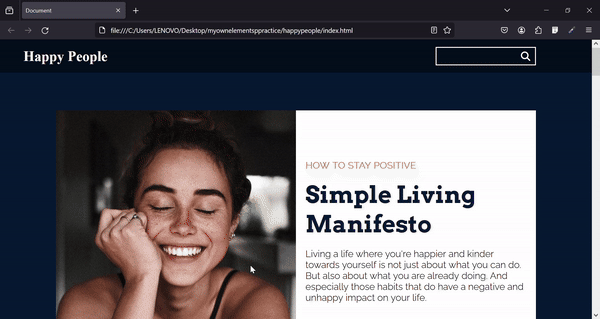 Document
file:///C:/Users/LENOVO/Desktop/myownelementsppractice/happypeople/index.html
Happy People
HOW TO STAY POSITIVE
Simple Living
Manifesto
Living a life where you're happier and kinder
towards yourself is not just about what you can do.
But also about what you are already doing. And
especially those habits that do have a negative and
unhappy impact on your life.